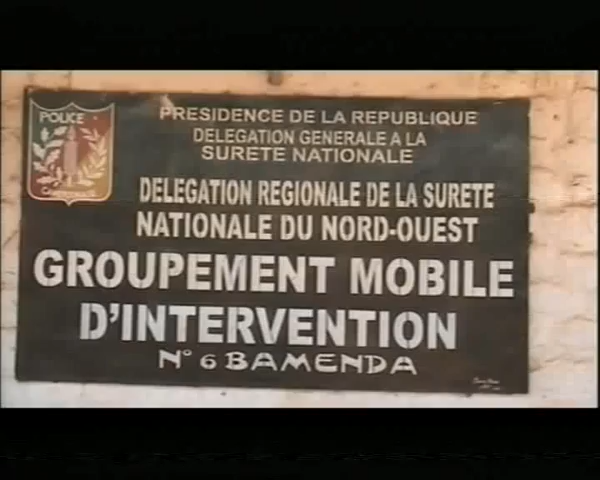 POLICE
PRESIDENCE DE LA REPUBLIQUE
DELEGATION GENERALE A LA
SURETE NATIONALE
DELEGATION REGIONALE DE LA SURETE
NATIONALE DU NORD-OUEST
GROUPEMENT MOBILE
D'INTERVENTION
N° 6 BAMENDA